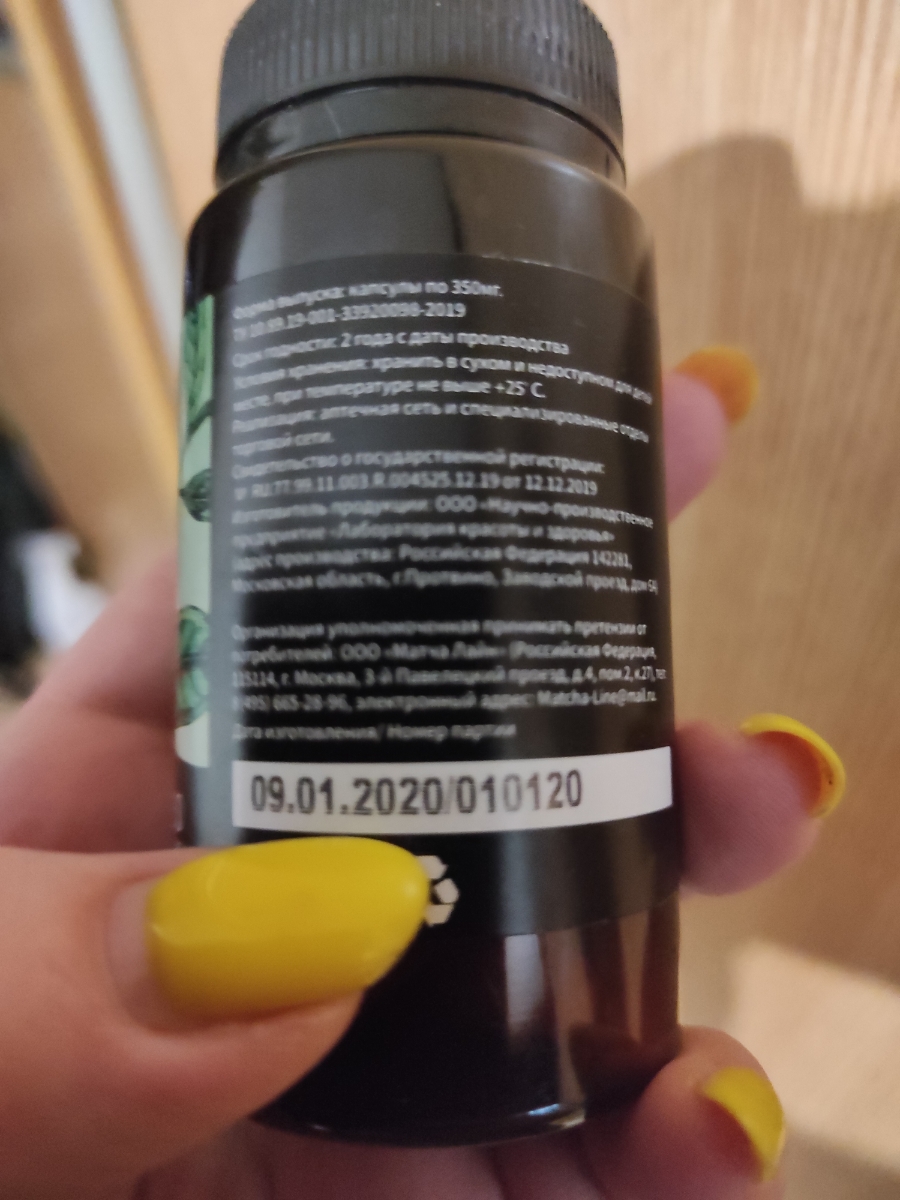 Форма выпуска: капсулы по 350мг.
ТУ 10.89.19-001-33920098-2019
Срок годности: 2 года с даты производства
Условия хранения: хранить в сухом и недоступном для детей
месте, при температуре не выше +25°С.
Реализация: аптечная сеть и специализированные отделы
торговой сети.
Свидетельство о государственной регистрации:
№ RU.77.99.11.003.R.004525.12.19 от 12.12.2019
Изготовитель продукции: ООО «Научно-производственное
предприятие «Лаборатория красоты и здоровья»
Адрес производства: Российская Федерация 142281,
Московская область, г.Протвино, Заводской проезд, дом
Организация уполномоченная принимать претензии от
потребителей: ООО «Матча Лайн» (Российская Федерация,
115114, г. Москва, 3-й Павелецкий проезд, д.4, пом.2, к.27), тел:
8(495) 665-28-96, электронный адрес: Matcha-Line@mail.ru.
Дата изготовления/ Номер партии
09.01.2020/010120